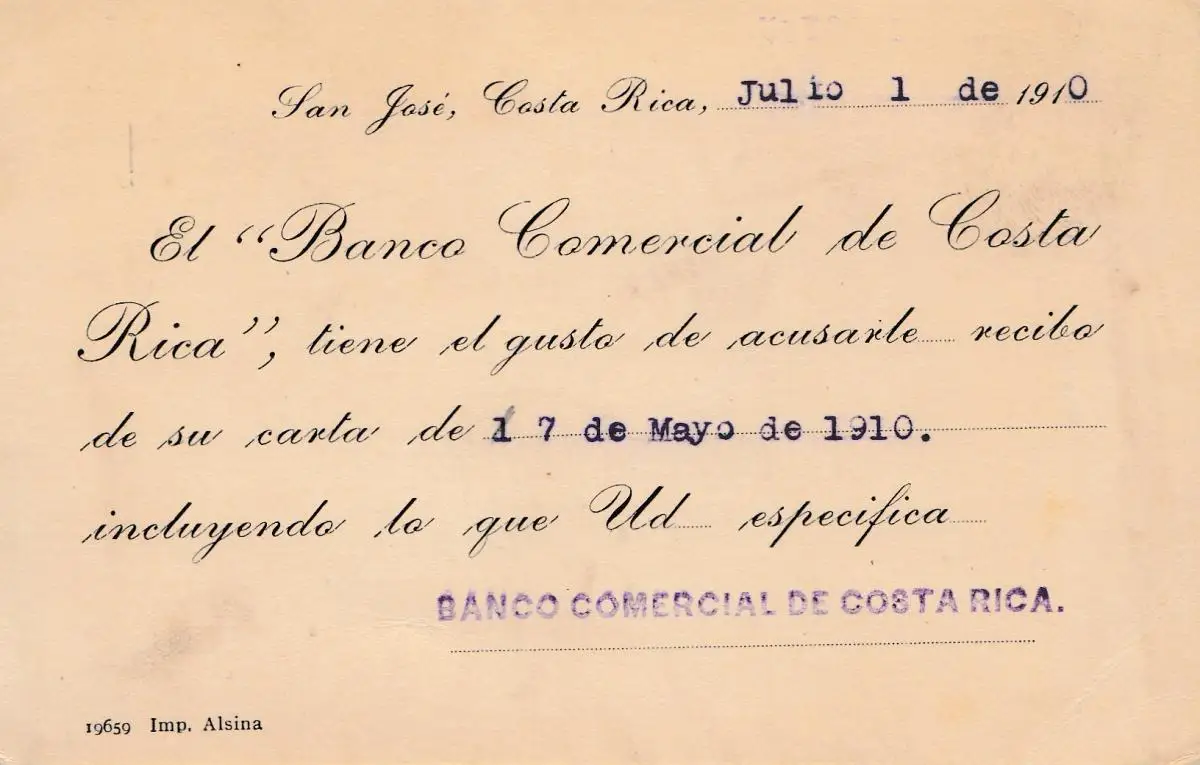 San José, Costa Rica, Julio 1 de 1910
El "Banco Comercial de Costa
Rica", tiene el gusto de acusarle recibo
de su carta de 17 de Mayo de 1910.
incluyendo lo que Ud especifica
BANCO COMERCIAL DE COSTA RICA.
19659 Imp. Alsina